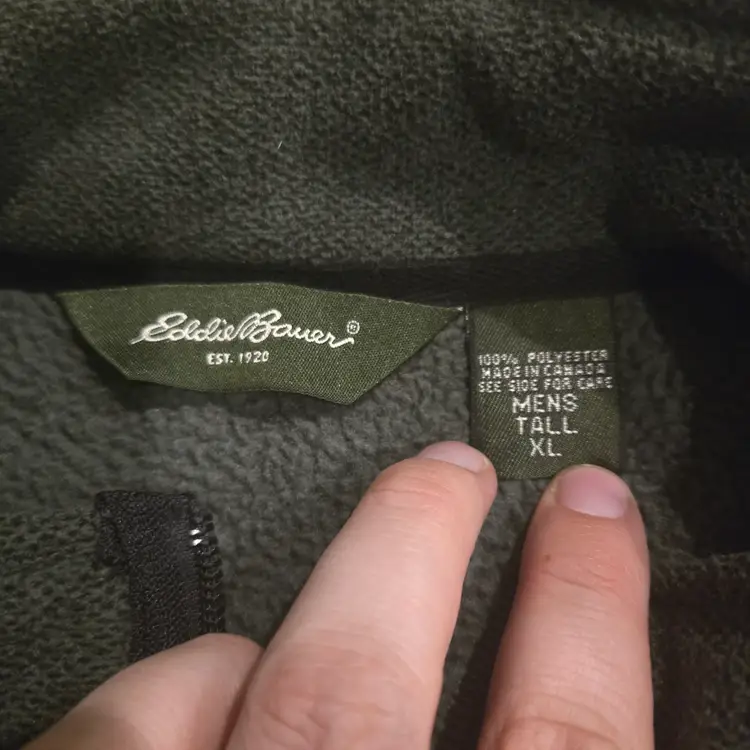 Eddie Bauer®
EST. 1920
100% POLYESTER
MADE IN CANADA
SEE SIDE FOR CARE
MENS
TALL
XL